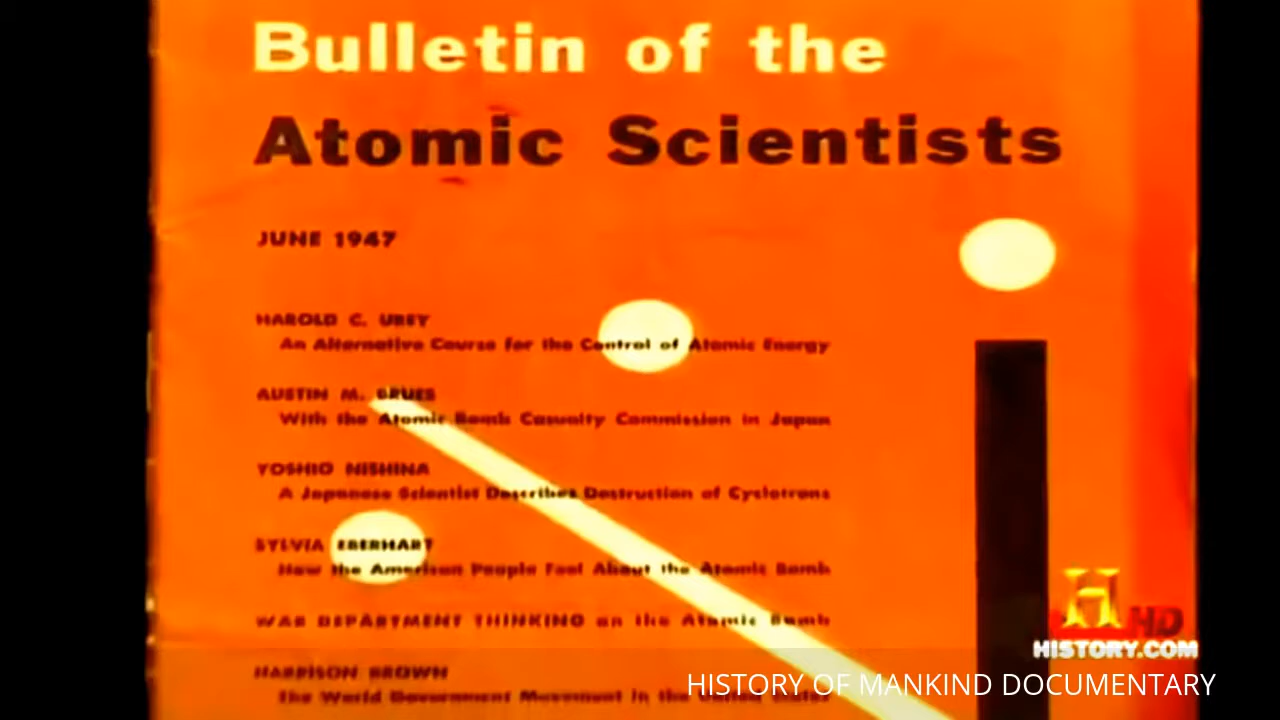 Bulletin of the
Atomic Scientists
JUNE 1947
HAROLD C. UREY
An Alternative Course for the Control of Atomic Energy
AUSTIN M. BRUES
With the Atomic Bomb Casualty Commission in Japan
YOSHIO NISHINA
A Japanese Scientist Describes Destruction of Cyclotrons
SYLVIA EBERHART
How the American People Feel About the Atomic Bomb
WAR DEPARTMENT THINKING on the Atomic Bomb
HARRISON BROWN
The World Government Movement in the United States
H HD
HISTORY.COM
HISTORY OF MANKIND DOCUMENTARY